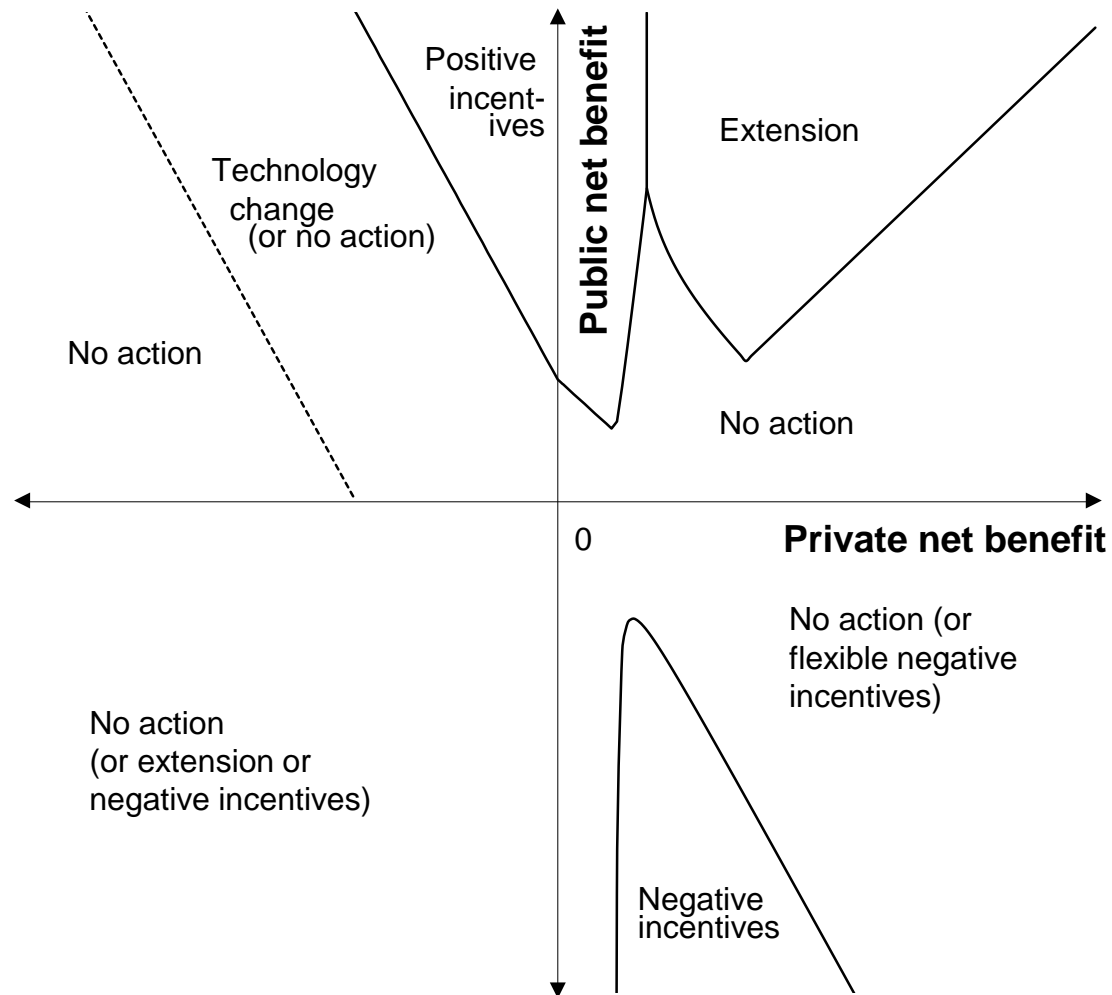 Positive
incent-
ives
Public net benefit
Extension
Technology
change
(or no action)
No action
No action
0
Private net benefit
No action (or
flexible negative
incentives)
No action
(or extension or
negative incentives)
Negative
incentives